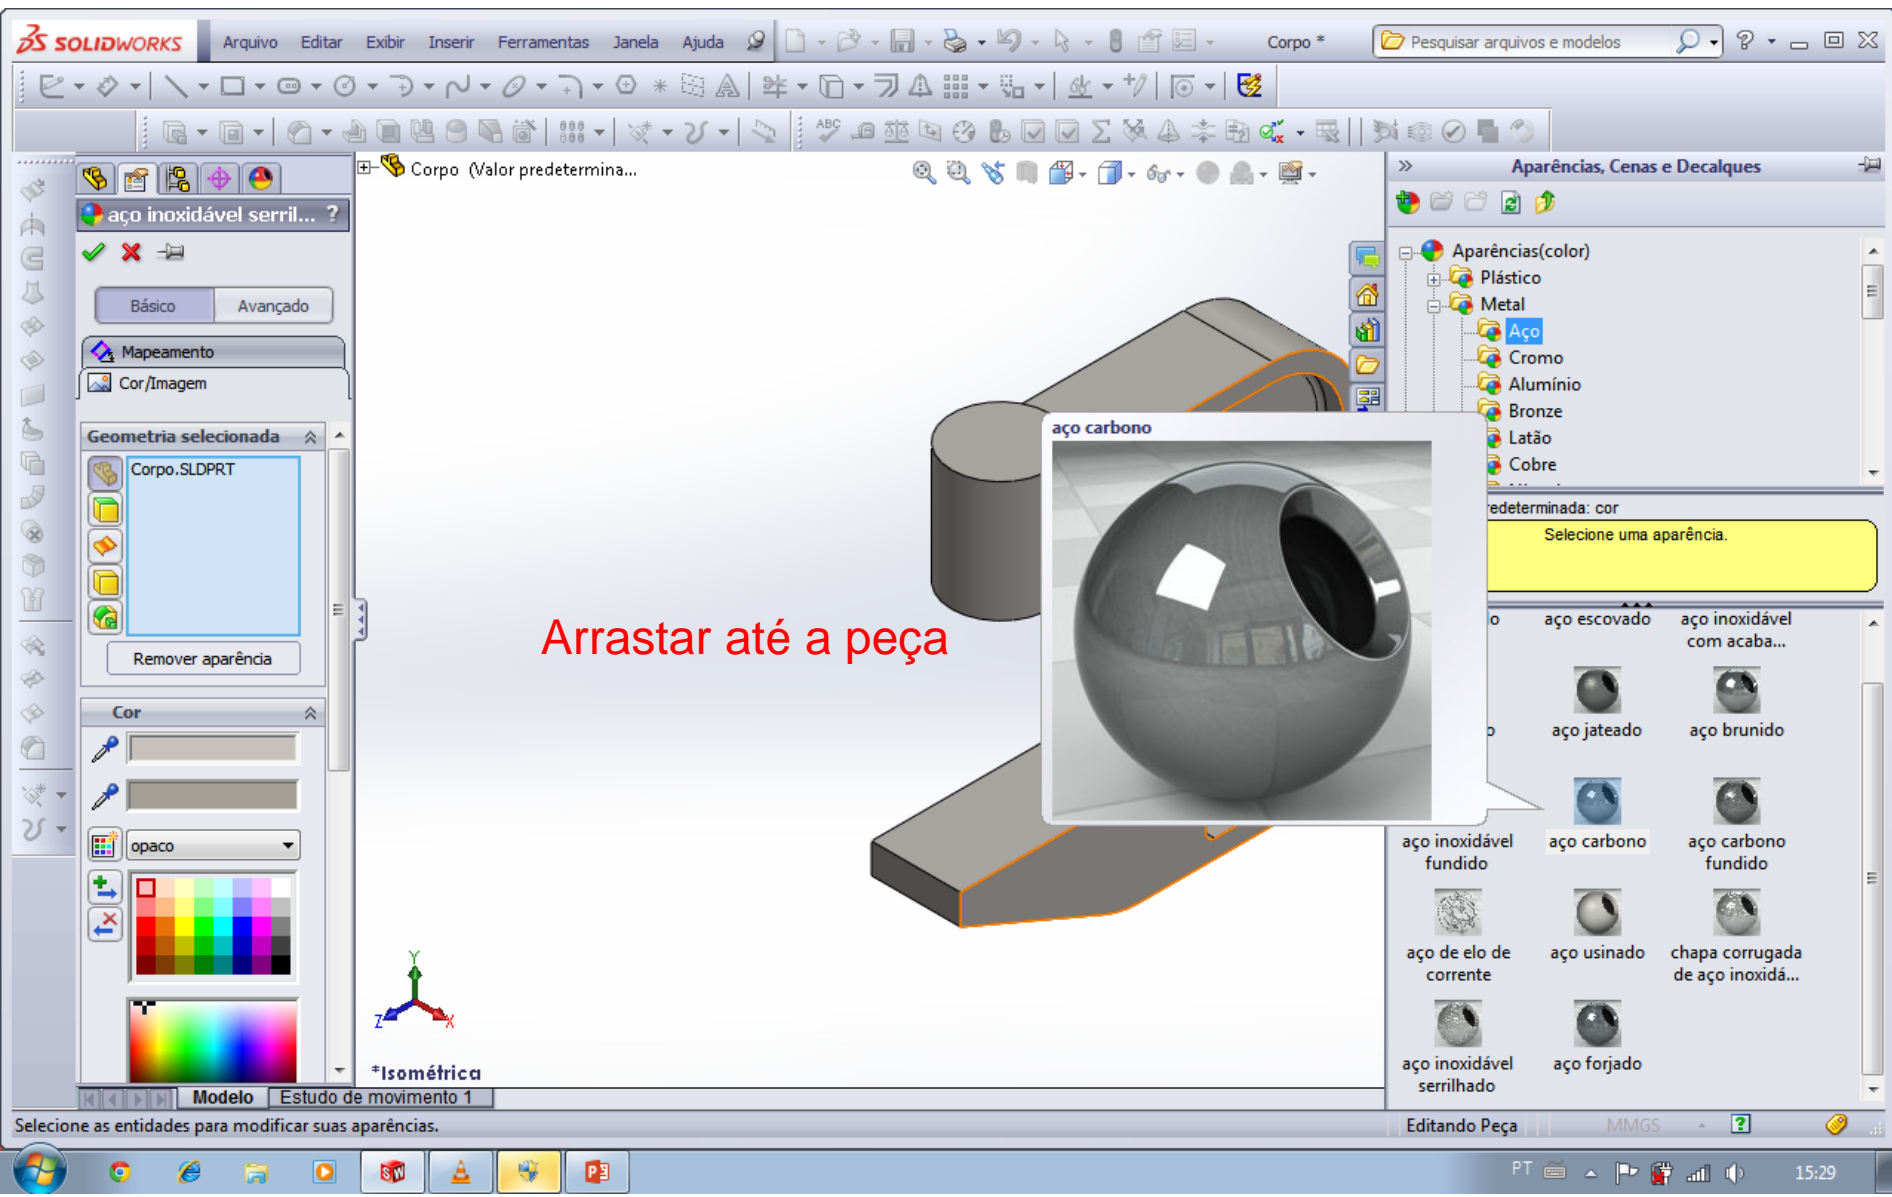 SOLIDWORKS
Arquivo Editar Exibir Inserir Ferramentas Janela Ajuda
Corpo *
Pesquisar arquivos e modelos
Corpo (Valor predetermina...
Aparências, Cenas e Decalques
aço inoxidável serril... ?
Básico Avançado
Mapeamento
Cor/Imagem
Geometria selecionada
Corpo.SLDPRT
Remover aparência
Cor
opaco
Aparências(color)
Plástico
Metal
Aço
Cromo
Alumínio
Bronze
Latão
Cobre
redeterminada: cor
Selecione uma aparência.
aço carbono
Arrastar até a peça
aço escovado
aço inoxidável
com acaba...
aço jateado
aço brunido
aço inoxidável
fundido
aço carbono
aço carbono
fundido
aço de elo de
corrente
aço usinado
chapa corrugada
de aço inoxidá...
aço inoxidável
serrilhado
aço forjado
Y
Z
X
*Isométrica
Modelo Estudo de movimento 1
Selecione as entidades para modificar suas aparências.
Editando Peça
MMGS
PT
15:29